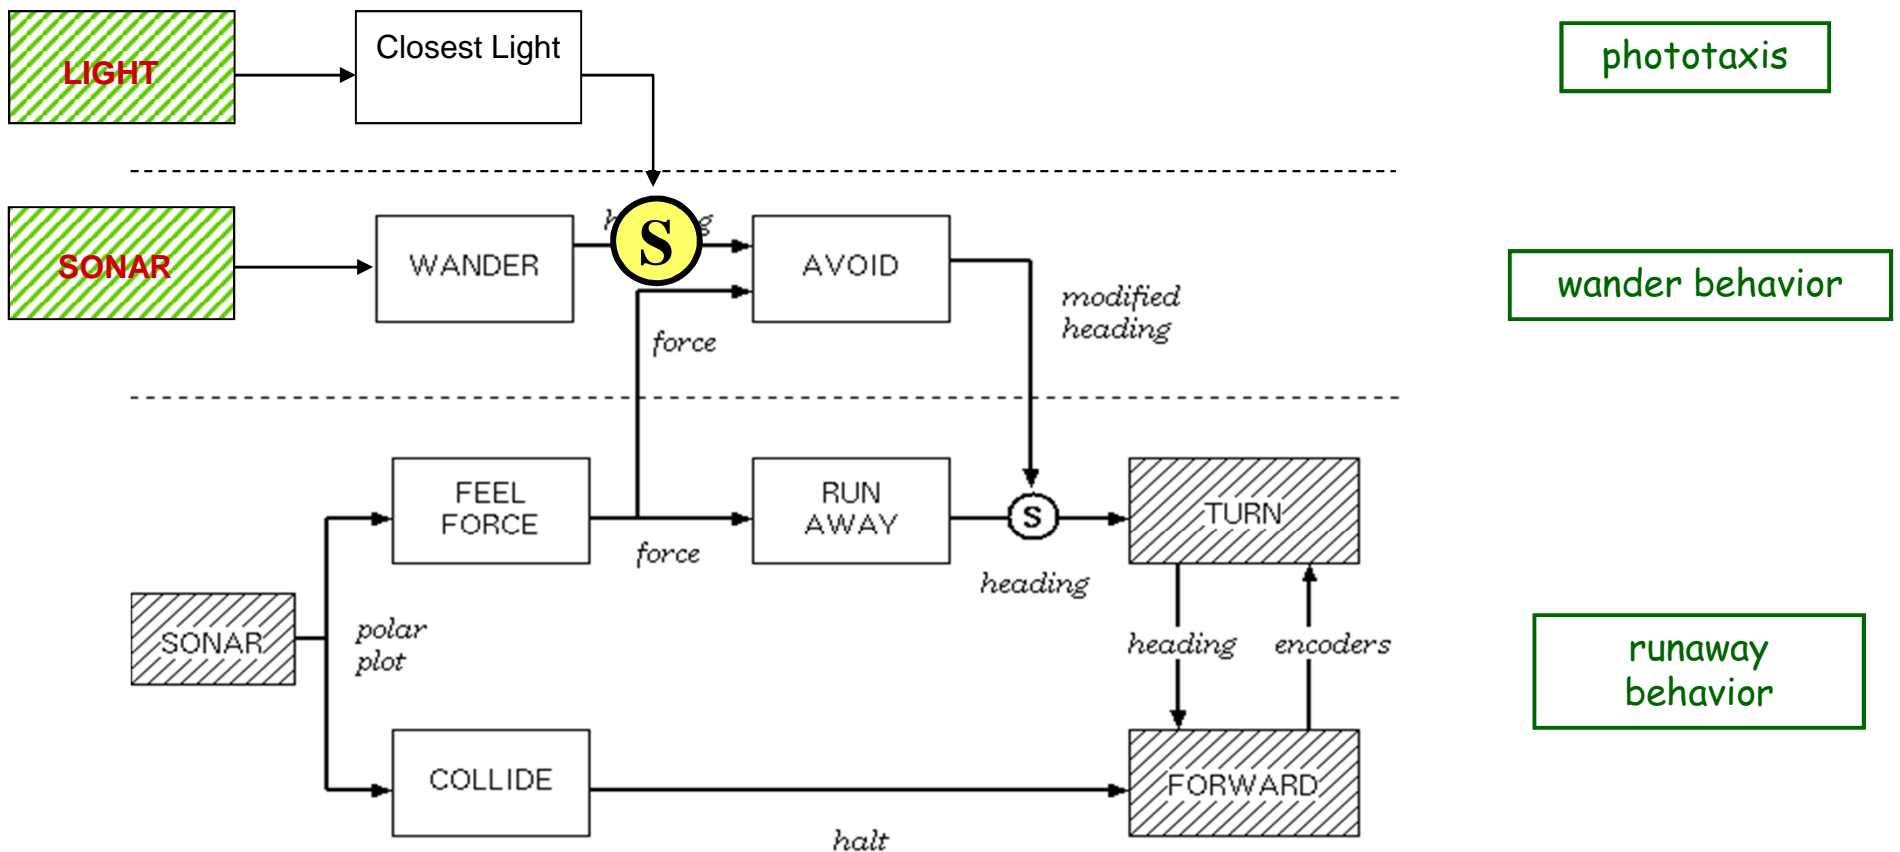 Closest Light
LIGHT
phototaxis
S
WANDER
AVOID
SONAR
wander behavior
modified
heading
force
FEEL
FORCE
RUN
AWAY
S
TURN
force
heading
SONAR
polar
plot
heading
encoders
runaway
behavior
COLLIDE
FORWARD
halt